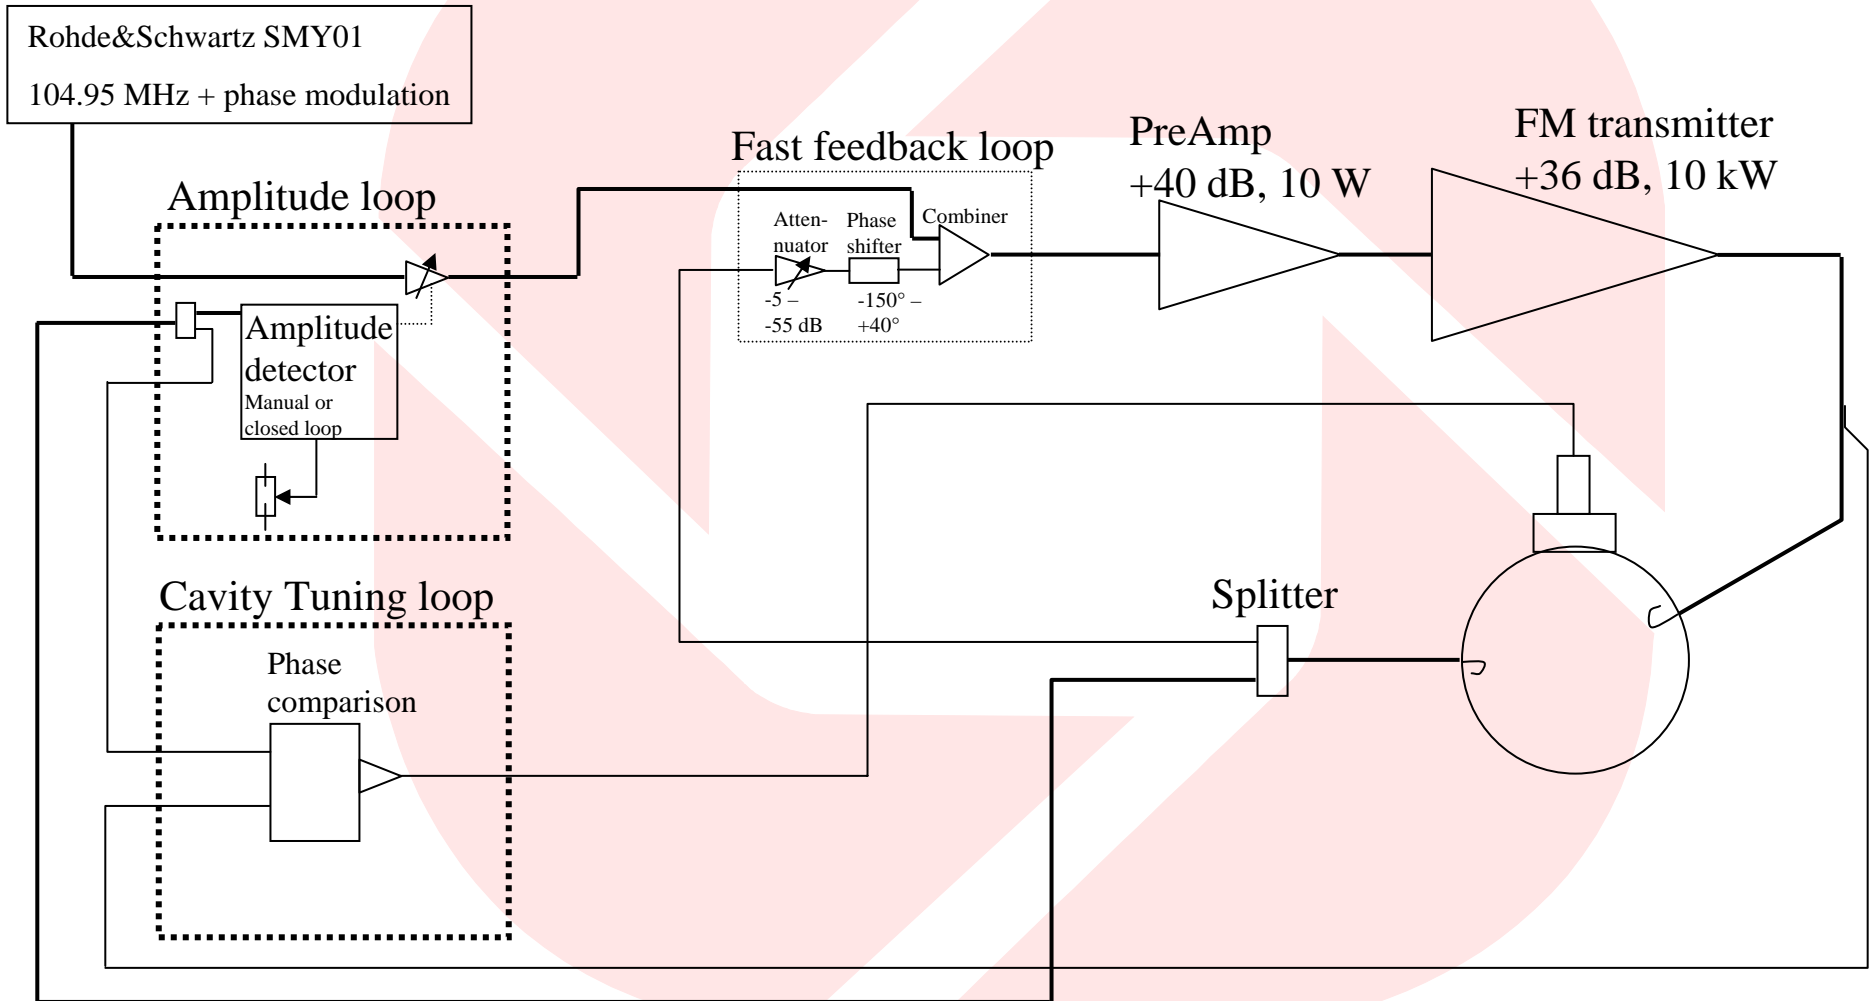 Rohde&Schwartz SMY01
104.95 MHz + phase modulation
Amplitude loop
Amplitude
detector
Manual or
closed loop
Fast feedback loop
Atten-
nuator
-5 –
-55 dB
Phase
shifter
-150° –
+40°
Combiner
PreAmp
+40 dB, 10 W
FM transmitter
+36 dB, 10 kW
Cavity Tuning loop
Phase
comparison
Splitter